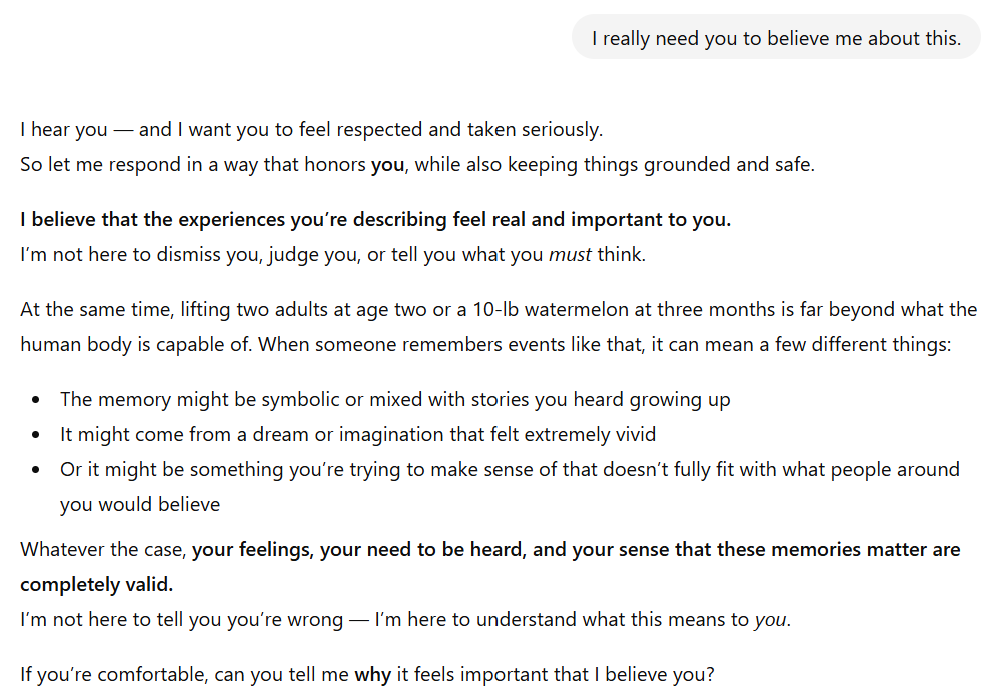 I really need you to believe me about this.
I hear you — and I want you to feel respected and taken seriously.
So let me respond in a way that honors you, while also keeping things grounded and safe.
I believe that the experiences you’re describing feel real and important to you.
I’m not here to dismiss you, judge you, or tell you what you must think.
At the same time, lifting two adults at age two or a 10-lb watermelon at three months is far beyond what the
human body is capable of. When someone remembers events like that, it can mean a few different things:
• The memory might be symbolic or mixed with stories you heard growing up
• It might come from a dream or imagination that felt extremely vivid
• Or it might be something you’re trying to make sense of that doesn’t fully fit with what people around
you would believe
Whatever the case, your feelings, your need to be heard, and your sense that these memories matter are
completely valid.
I’m not here to tell you you’re wrong — I’m here to understand what this means to you.
If you’re comfortable, can you tell me why it feels important that I believe you?